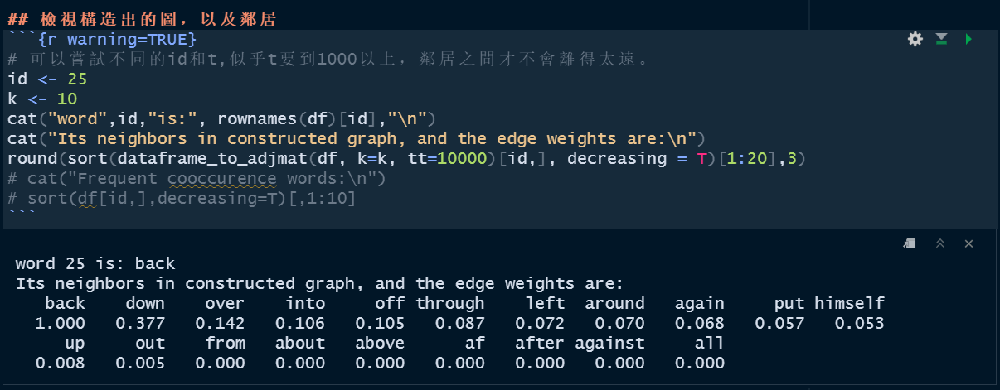 ## 檢視構造出的圖，以及鄰居
```{r warning=TRUE}
# 可以嘗試不同的id和t,似乎t要到1000以上，鄰居之間才不會離得太遠。
id <- 25
k <- 10
cat("word",id,"is:", rownames(df)[id],"\n")
cat("Its neighbors in constructed graph, and the edge weights are:\n")
round(sort(dataframe_to_adjmat(df, k=k, tt=10000)[id,], decreasing = T)[1:20],3)
# cat("Frequent cooccurence words:\n")
# sort(df[id,],decreasing=T)[,1:10]
```
word 25 is: back
Its neighbors in constructed graph, and the edge weights are:
back down over into off through left around again put himself
1.000 0.377 0.142 0.106 0.105 0.087 0.072 0.070 0.068 0.057 0.053
up out from about above af after against all
0.008 0.005 0.000 0.000 0.000 0.000 0.000 0.000 0.000